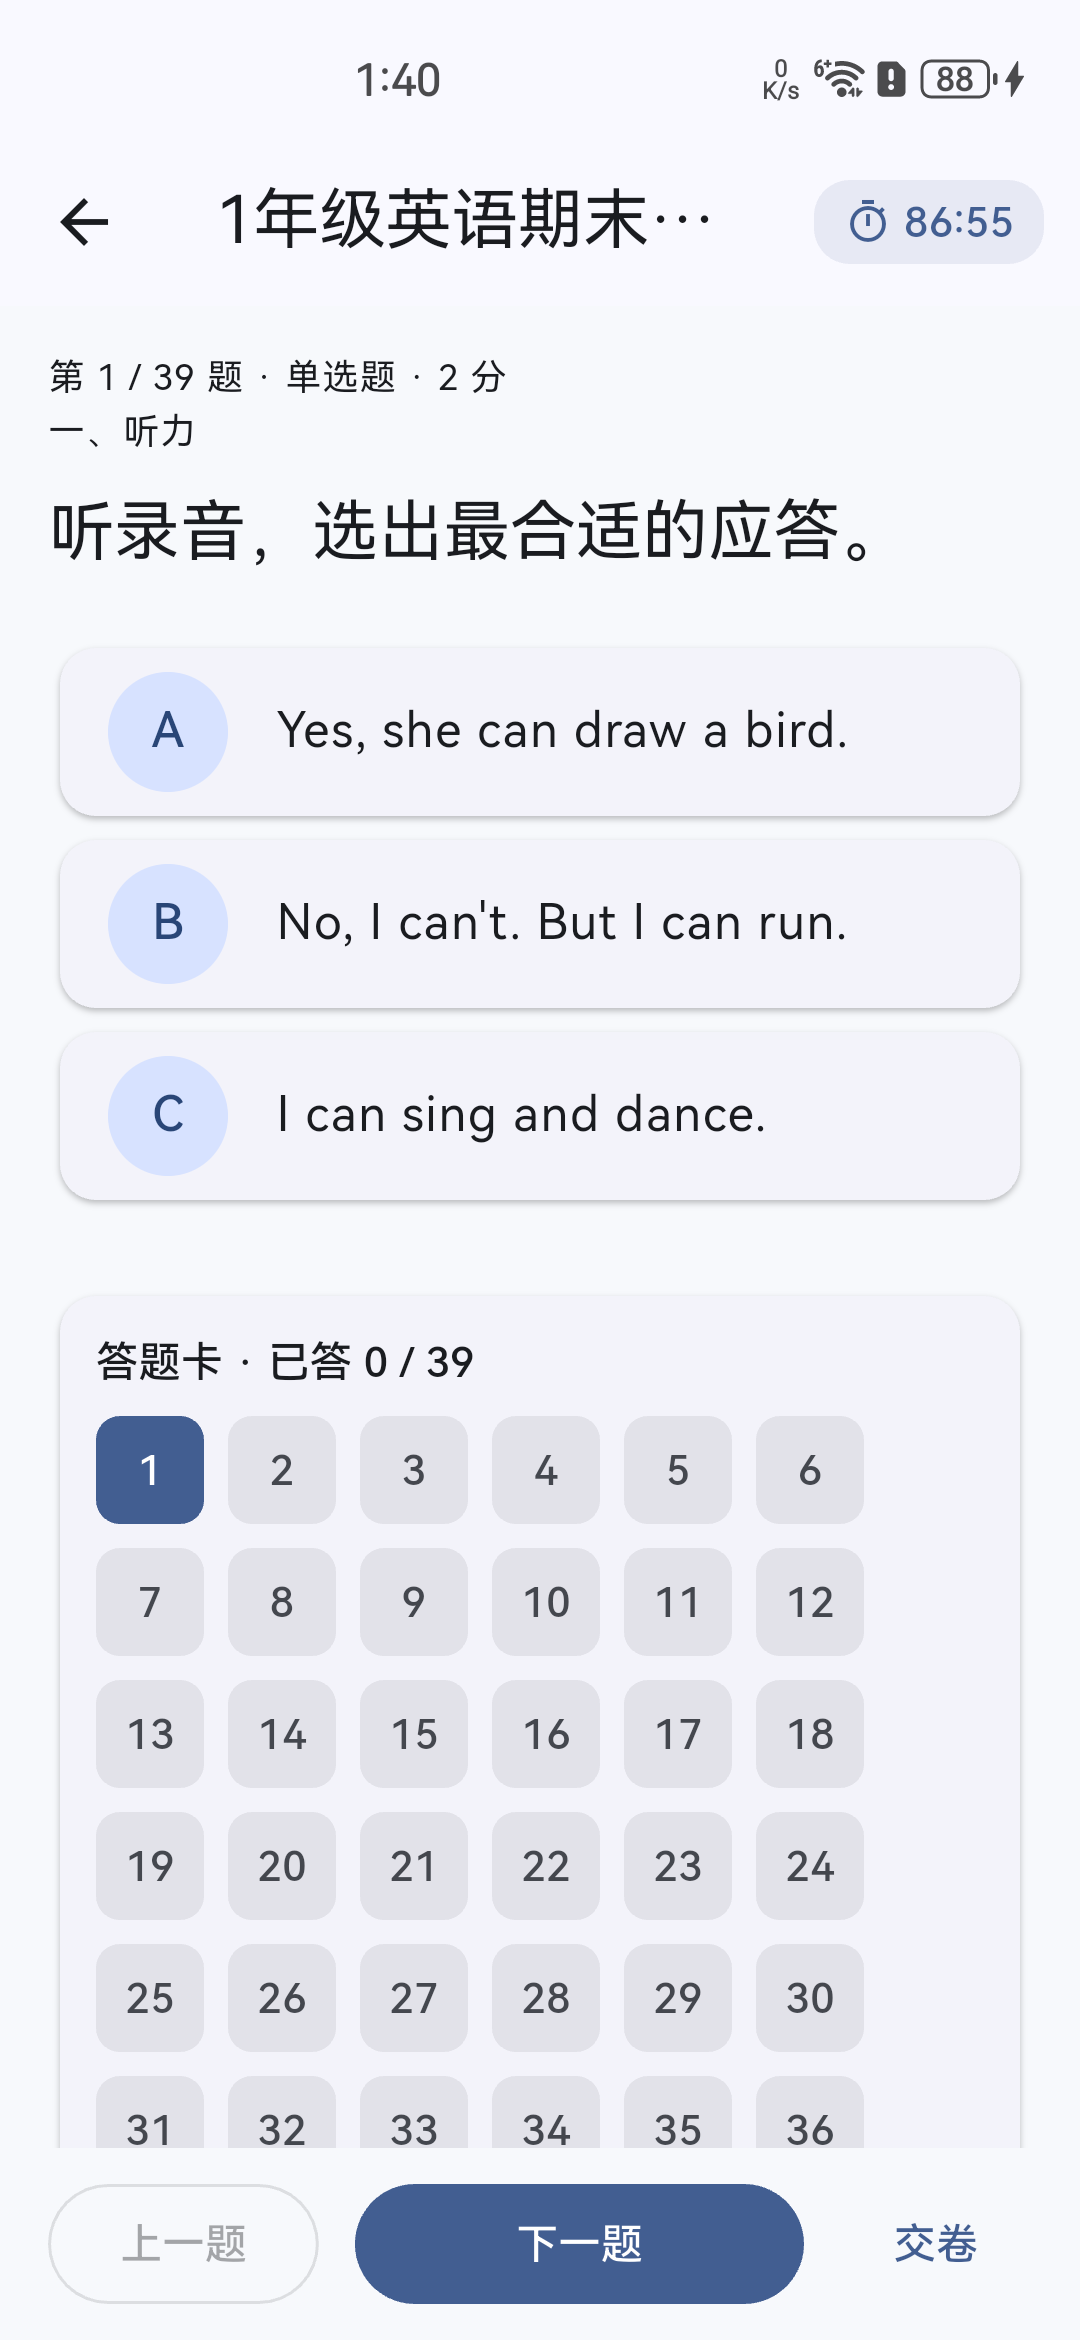 1:40
0
K/s
6+
88
1年级英语期末···
86:55
第 1 / 39 题 · 单选题 · 2 分
一、听力
听录音，选出最合适的应答。
A Yes, she can draw a bird.
B No, I can't. But I can run.
C I can sing and dance.
答题卡 · 已答 0 / 39
1 2 3 4 5 6
7 8 9 10 11 12
13 14 15 16 17 18
19 20 21 22 23 24
25 26 27 28 29 30
31 32 33 34 35 36
上一题 下一题 交卷